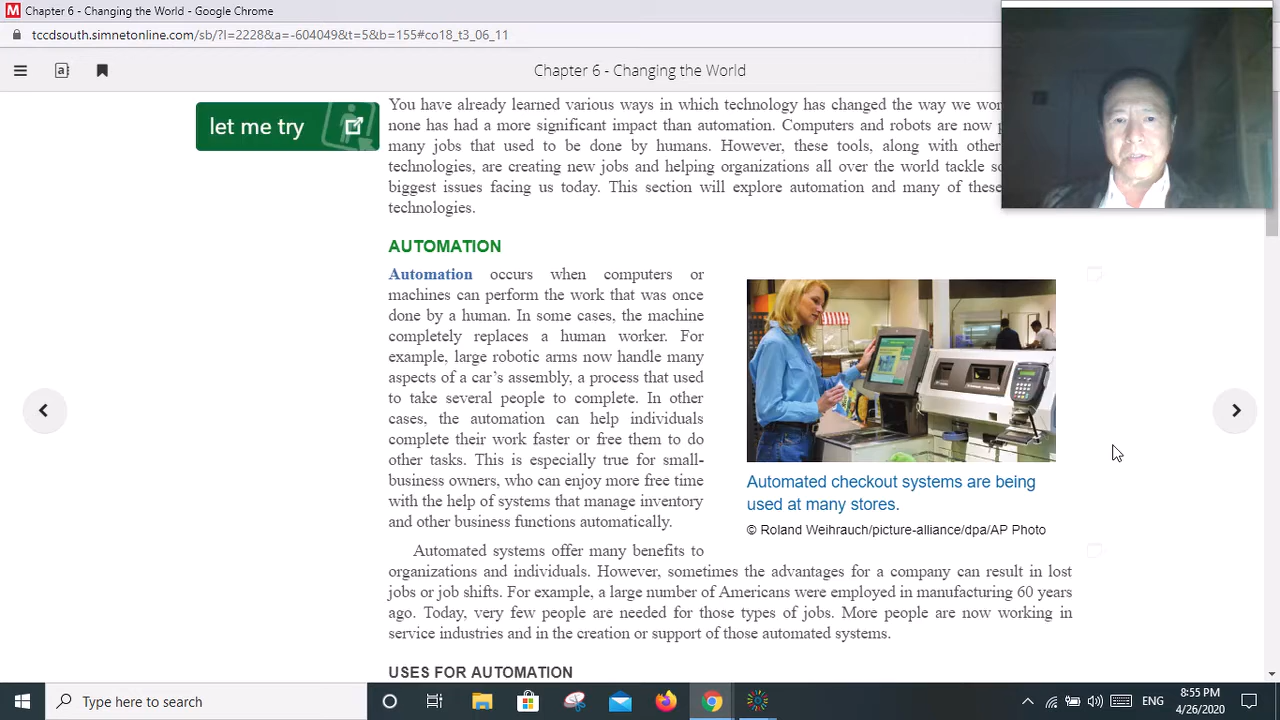 Chapter 6 - Changing the World - Google Chrome
tccdsouth.simnetonline.com/sb/?l=2228&a=-604049&t=5&b=155#co18_t3_06_11
Chapter 6 - Changing the World
let me try
You have already learned various ways in which technology has changed the way we
none has had a more significant impact than automation. Computers and robots are now
many jobs that used to be done by humans. However, these tools, along with other
technologies, are creating new jobs and helping organizations all over the world tackle
biggest issues facing us today. This section will explore automation and many of these
technologies.
AUTOMATION
Automation occurs when computers or
machines can perform the work that was once
done by a human. In some cases, the machine
completely replaces a human worker. For
example, large robotic arms now handle many
aspects of a car's assembly, a process that used
to take several people to complete. In other
cases, the automation can help individuals
complete their work faster or free them to do
other tasks. This is especially true for small-
business owners, who can enjoy more free time
with the help of systems that manage inventory
and other business functions automatically.
Automated checkout systems are being
used at many stores.
© Roland Weihrauch/picture-alliance/dpa/AP Photo
Automated systems offer many benefits to
organizations and individuals. However, sometimes the advantages for a company can result in lost
jobs or job shifts. For example, a large number of Americans were employed in manufacturing 60 years
ago. Today, very few people are needed for those types of jobs. More people are now working in
service industries and in the creation or support of those automated systems.
USES FOR AUTOMATION
Type here to search
ENG
8:55 PM
4/26/2020